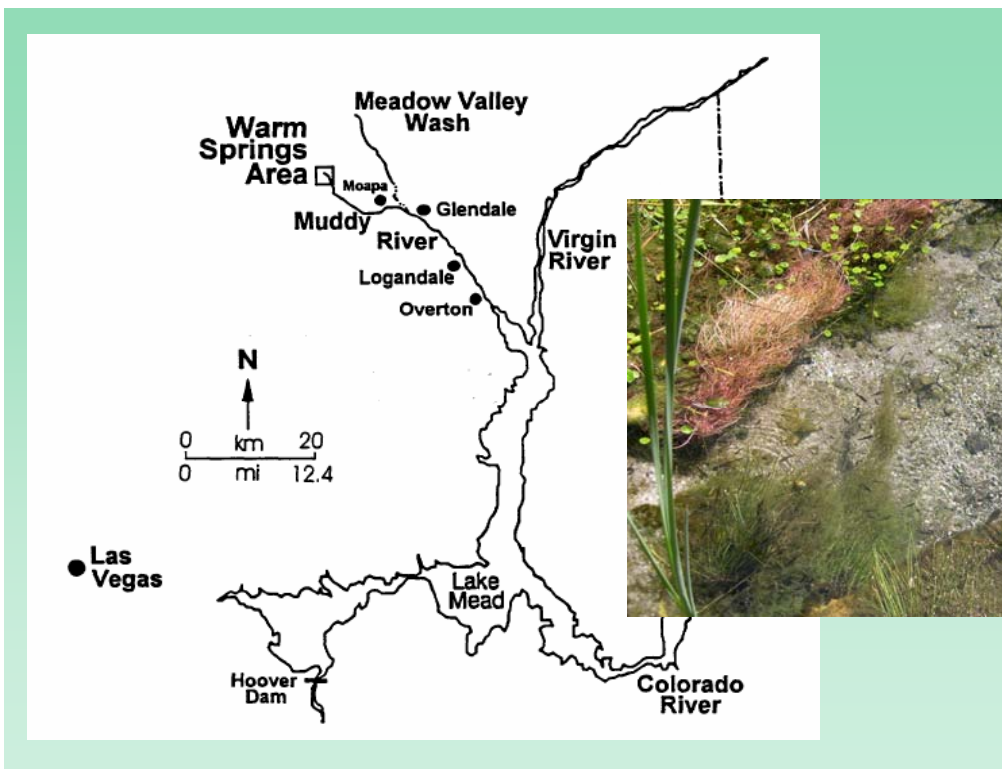 Meadow Valley
Wash
Warm
Springs
Area
Moapa
Glendale
Muddy
River
Virgin
River
Logandale
Overton
N
0 km 20
0 mi 12.4
Las
Vegas
Lake
Mead
Hoover
Dam
Colorado
River